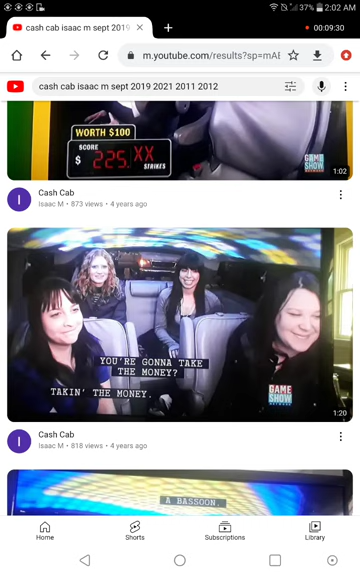 37% 2:02 AM
cash cab isaac m sept 2019
00:09:30
m.youtube.com/results?sp=mAE
cash cab isaac m sept 2019 2021 2011 2012
WORTH $100
SCORE
$ 225. XX
STRIKES
GAME
SHOW
NETWORK
1:02
I
Cash Cab
Isaac M • 873 views • 4 years ago
YOU'RE GONNA TAKE
THE MONEY?
TAKIN' THE MONEY.
GAME
SHOW
NETWORK
1:20
I
Cash Cab
Isaac M • 818 views • 4 years ago
A BASSOON.
Home Shorts Subscriptions Library